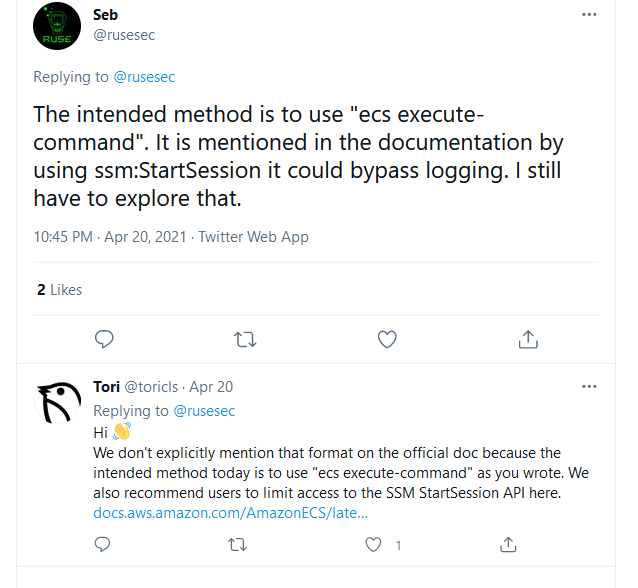 Seb
RUSE
@rusesec
Replying to @rusesec
The intended method is to use "ecs execute-
command". It is mentioned in the documentation by
using ssm:StartSession it could bypass logging. I still
have to explore that.
10:45 PM · Apr 20, 2021 · Twitter Web App
2 Likes
Tori @toricls · Apr 20
Replying to @rusesec
Hi 👋
We don't explicitly mention that format on the official doc because the
intended method today is to use "ecs execute-command" as you wrote. We
also recommend users to limit access to the SSM StartSession API here.
docs.aws.amazon.com/AmazonECS/late...
1